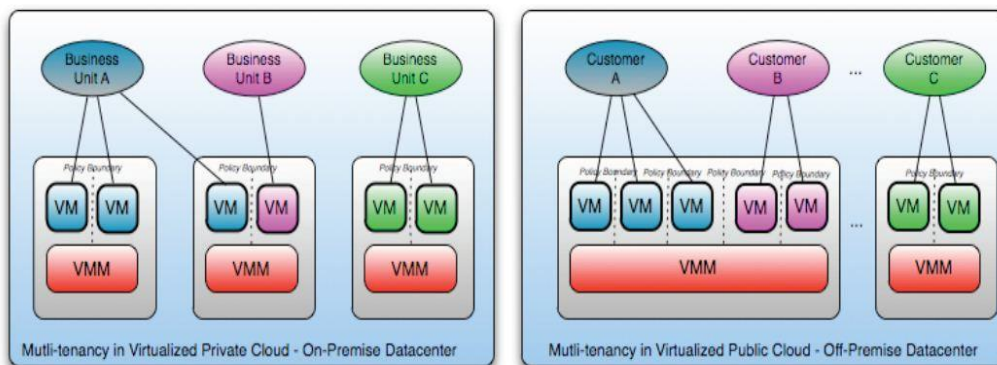 Business
Unit A
Business
Unit B
Business
Unit C
Policy Boundary
Policy Boundary
Policy Boundary
VM
VM
VM
VM
VM
VM
VMM
VMM
VMM
Mutli-tenancy in Virtualized Private Cloud - On-Premise Datacenter
Customer
A
Customer
B
...
Customer
C
Policy Boundary
Policy Boundary
Policy Boundary
Policy Boundary
Policy Boundary
VM
VM
VM
VM
VM
...
VM
VM
VMM
VMM
Mutli-tenancy in Virtualized Public Cloud - Off-Premise Datacenter